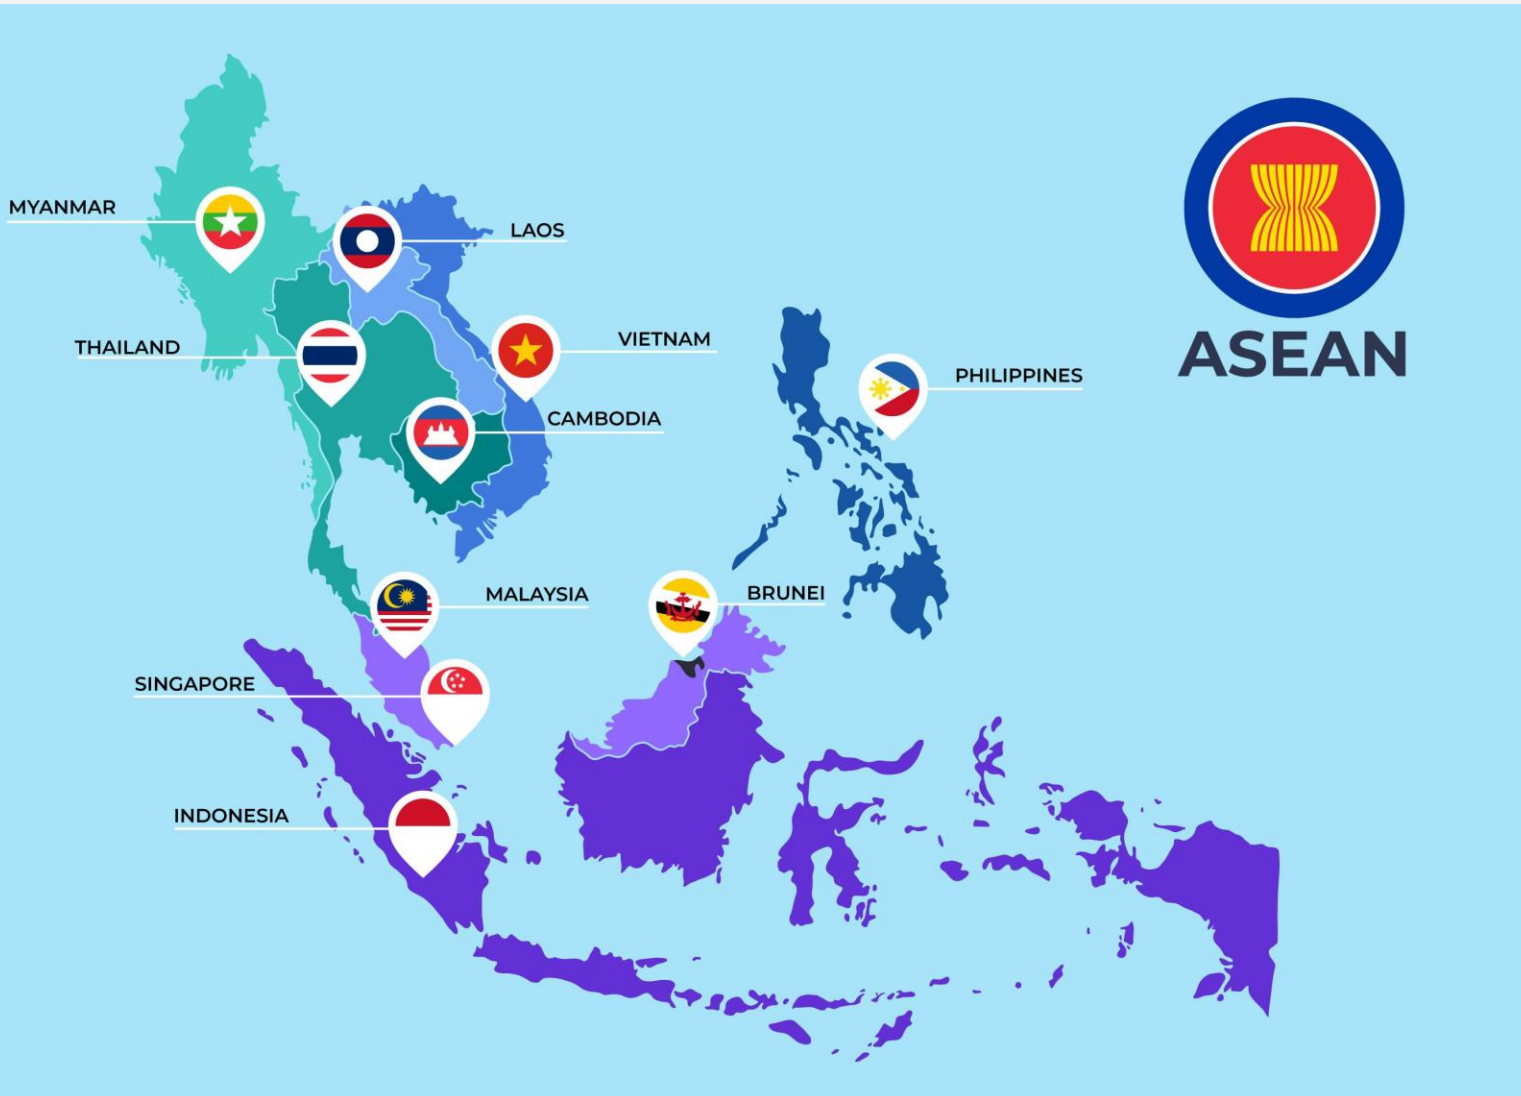 MYANMAR
LAOS
THAILAND
VIETNAM
CAMBODIA
PHILIPPINES
ASEAN
MALAYSIA
BRUNEI
SINGAPORE
INDONESIA